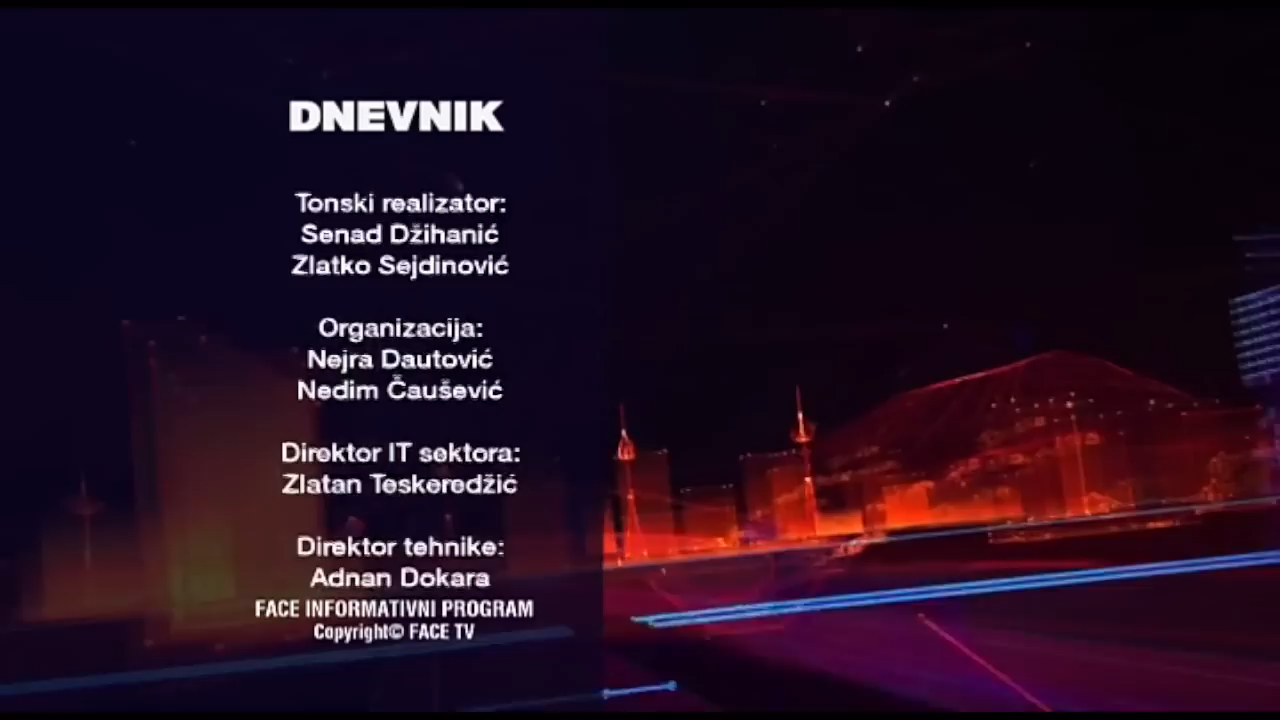 DNEVNIK
Tonski realizator:
Senad Džihanić
Zlatko Sejdinović
Organizacija:
Nejra Dautović
Nedim Čaušević
Direktor IT sektora:
Zlatan Teskeredžić
Direktor tehnike:
Adnan Dokara
FACE INFORMATIVNI PROGRAM
Copyright© FACE TV